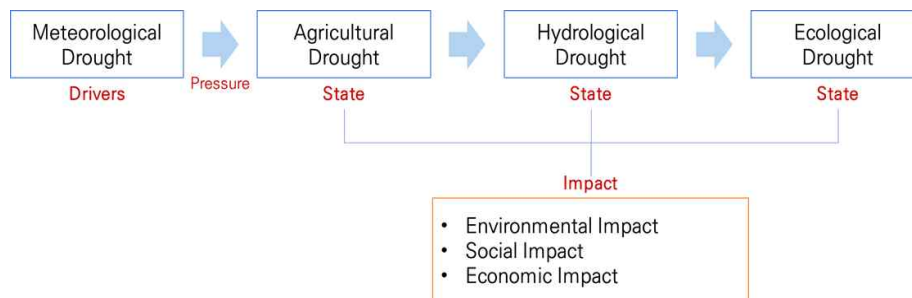 Meteorological
Drought
Agricultural
Drought
Hydrological
Drought
Ecological
Drought
Drivers
Pressure
State
State
State
Impact
• Environmental Impact
• Social Impact
• Economic Impact